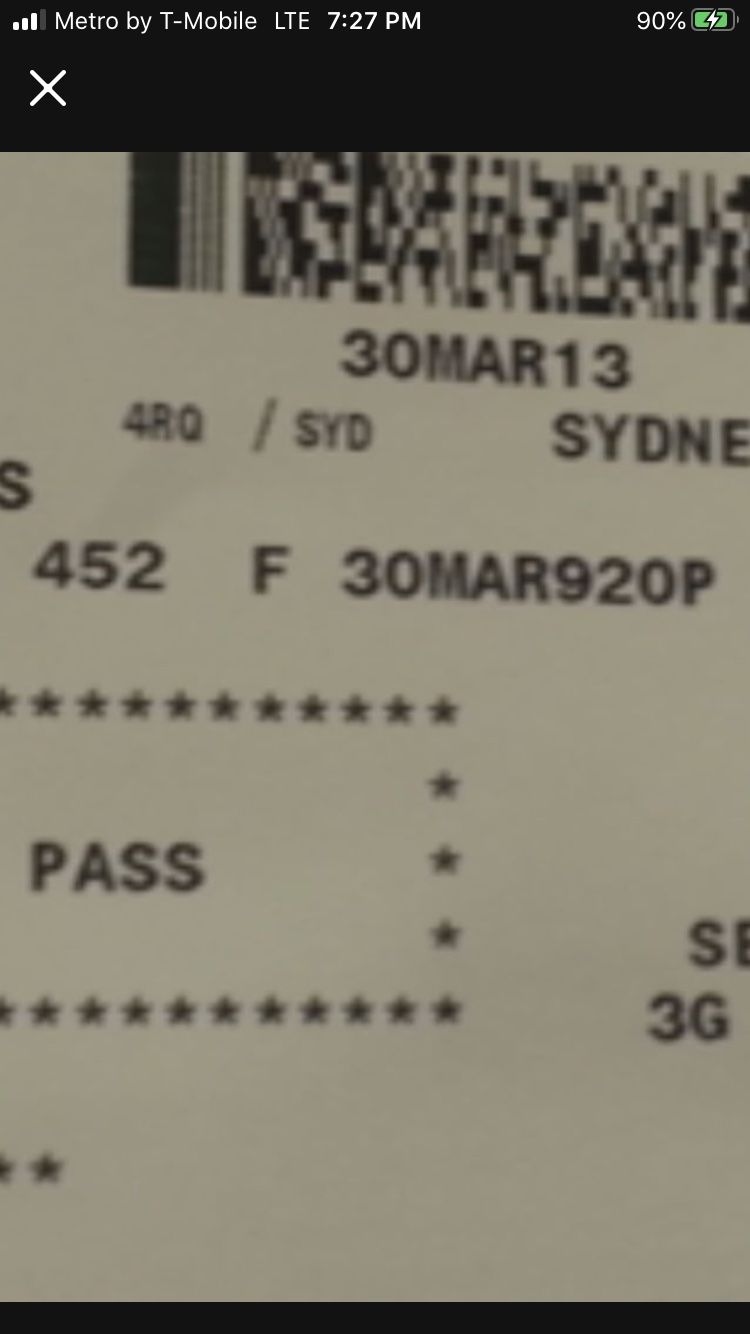 Metro by T-Mobile LTE 7:27 PM 90%
30MAR13
4RQ / SYD SYDNE
S
452 F 30MAR920P
***********
*
PASS *
*
SE
***********
3G
**